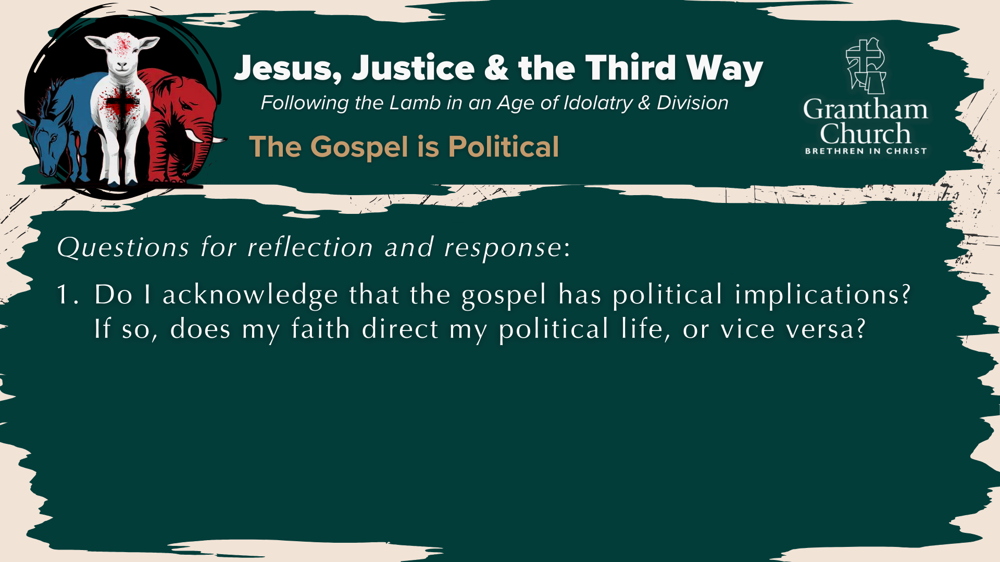 Jesus, Justice & the Third Way
Following the Lamb in an Age of Idolatry & Division
The Gospel is Political
Grantham
Church
BRETHREN IN CHRIST
Questions for reflection and response:
1. Do I acknowledge that the gospel has political implications?
If so, does my faith direct my political life, or vice versa?